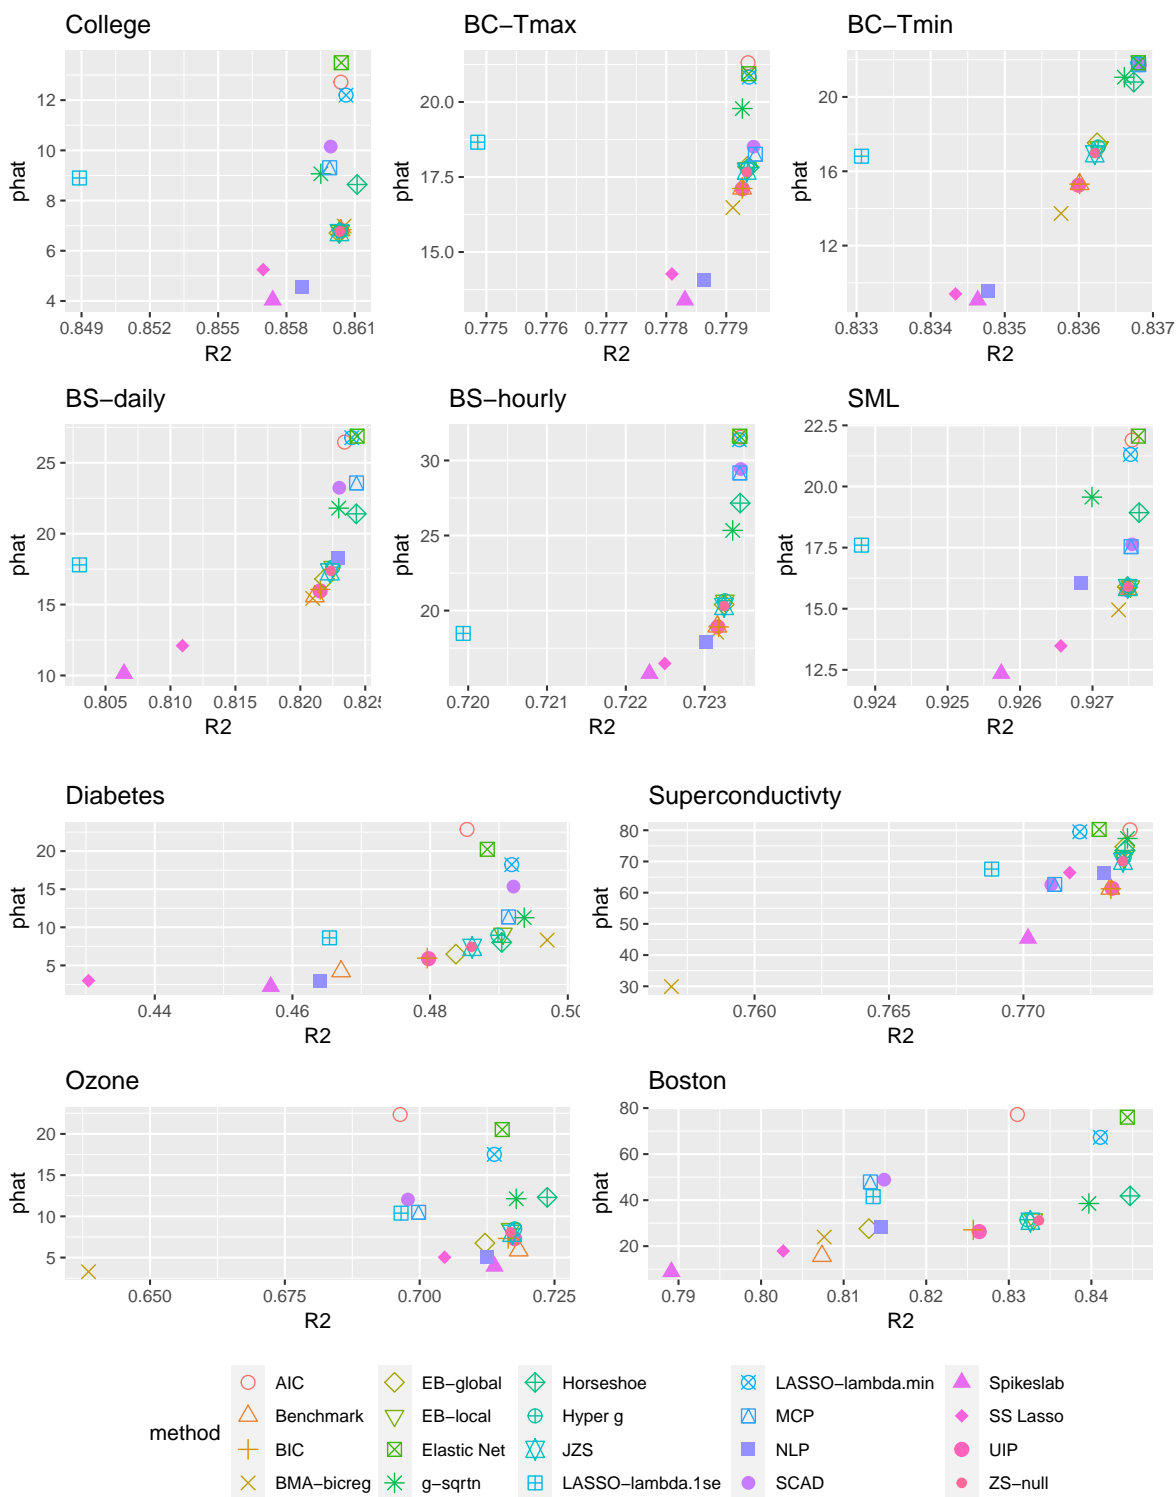 College
BC−Tmax
BC−Tmin
phat
12
10
8
6
4
0.849 0.852 0.855 0.858 0.861
R2
phat
20.0
17.5
15.0
0.775 0.776 0.777 0.778 0.779
R2
phat
20
16
12
0.833 0.834 0.835 0.836 0.837
R2
BS−daily
BS−hourly
SML
phat
25
20
15
10
0.805 0.810 0.815 0.820 0.825
R2
phat
30
25
20
0.720 0.721 0.722 0.723
R2
phat
22.5
20.0
17.5
15.0
12.5
0.924 0.925 0.926 0.927
R2
Diabetes
Superconductivty
phat
20
15
10
5
0.44 0.46 0.48 0.50
R2
phat
80
70
60
50
40
30
0.760 0.765 0.770
R2
Ozone
Boston
phat
20
15
10
5
0.650 0.675 0.700 0.725
R2
phat
80
60
40
20
0.79 0.80 0.81 0.82 0.83 0.84
R2
method
AIC EB−global Horseshoe LASSO−lambda.min Spikeslab
Benchmark EB−local Hyper g MCP SS Lasso
BIC Elastic Net JZS NLP UIP
BMA−bicreg g−sqrtn LASSO−lambda.1se SCAD ZS−null